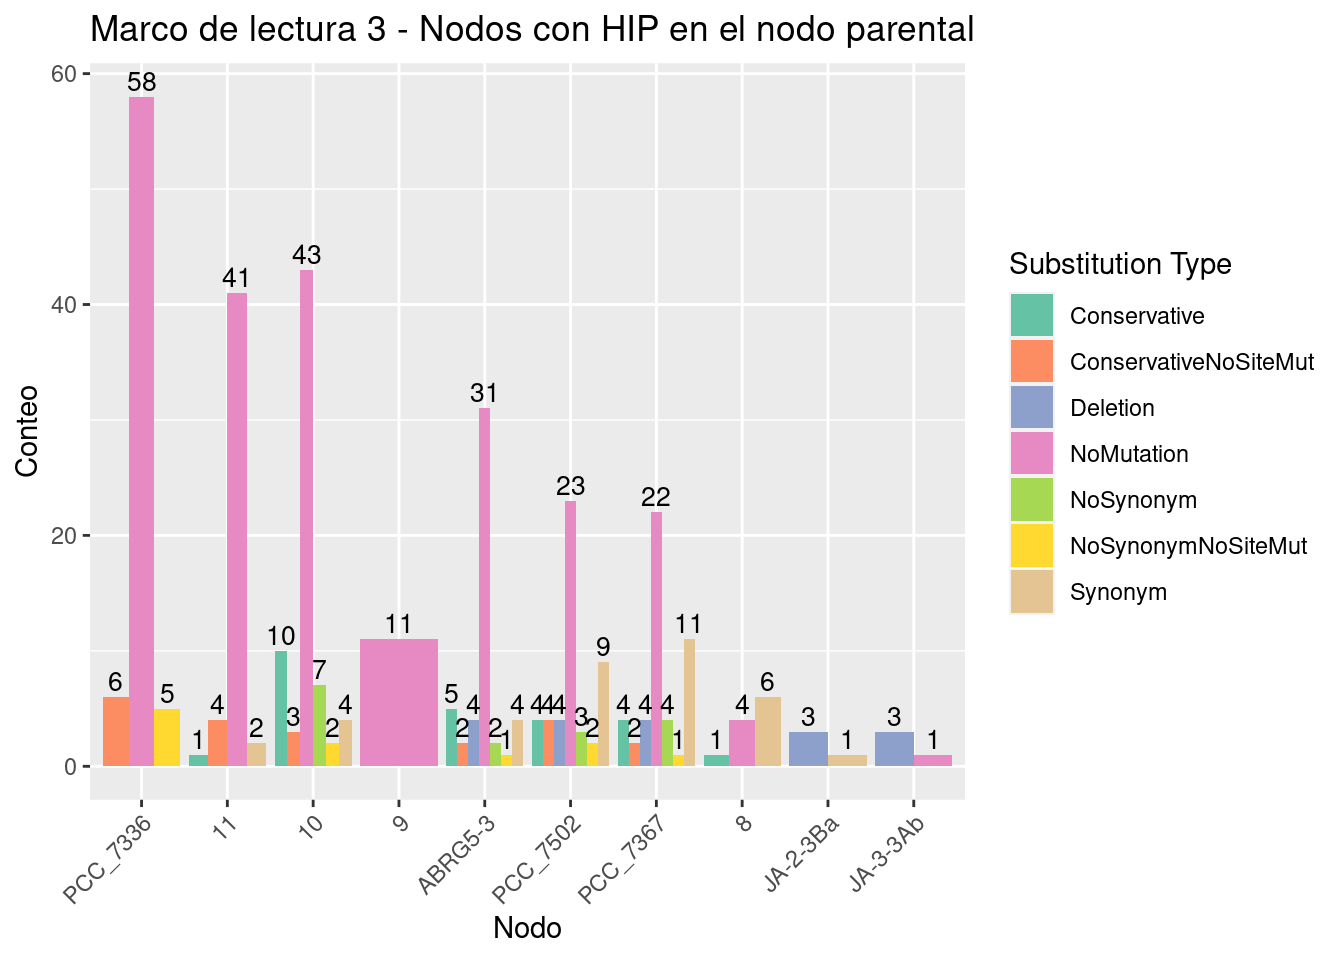 Marco de lectura 3 - Nodos con HIP en el nodo parental
Conteo
60
40
20
0
6 58 5
1 4 41 2
10 3 43 7 2 4
11
5 2 4 31 2 1 4
4 4 4 23 3 2 9
4 2 4 22 4 1 11
1 4 6
3 1
3 1
PCC_7336
11
10
9
ABRG5-3
PCC_7502
PCC_7367
8
JA-2-3Ba
JA-3-3Ab
Nodo
Substitution Type
Conservative
ConservativeNoSiteMut
Deletion
NoMutation
NoSynonym
NoSynonymNoSiteMut
Synonym